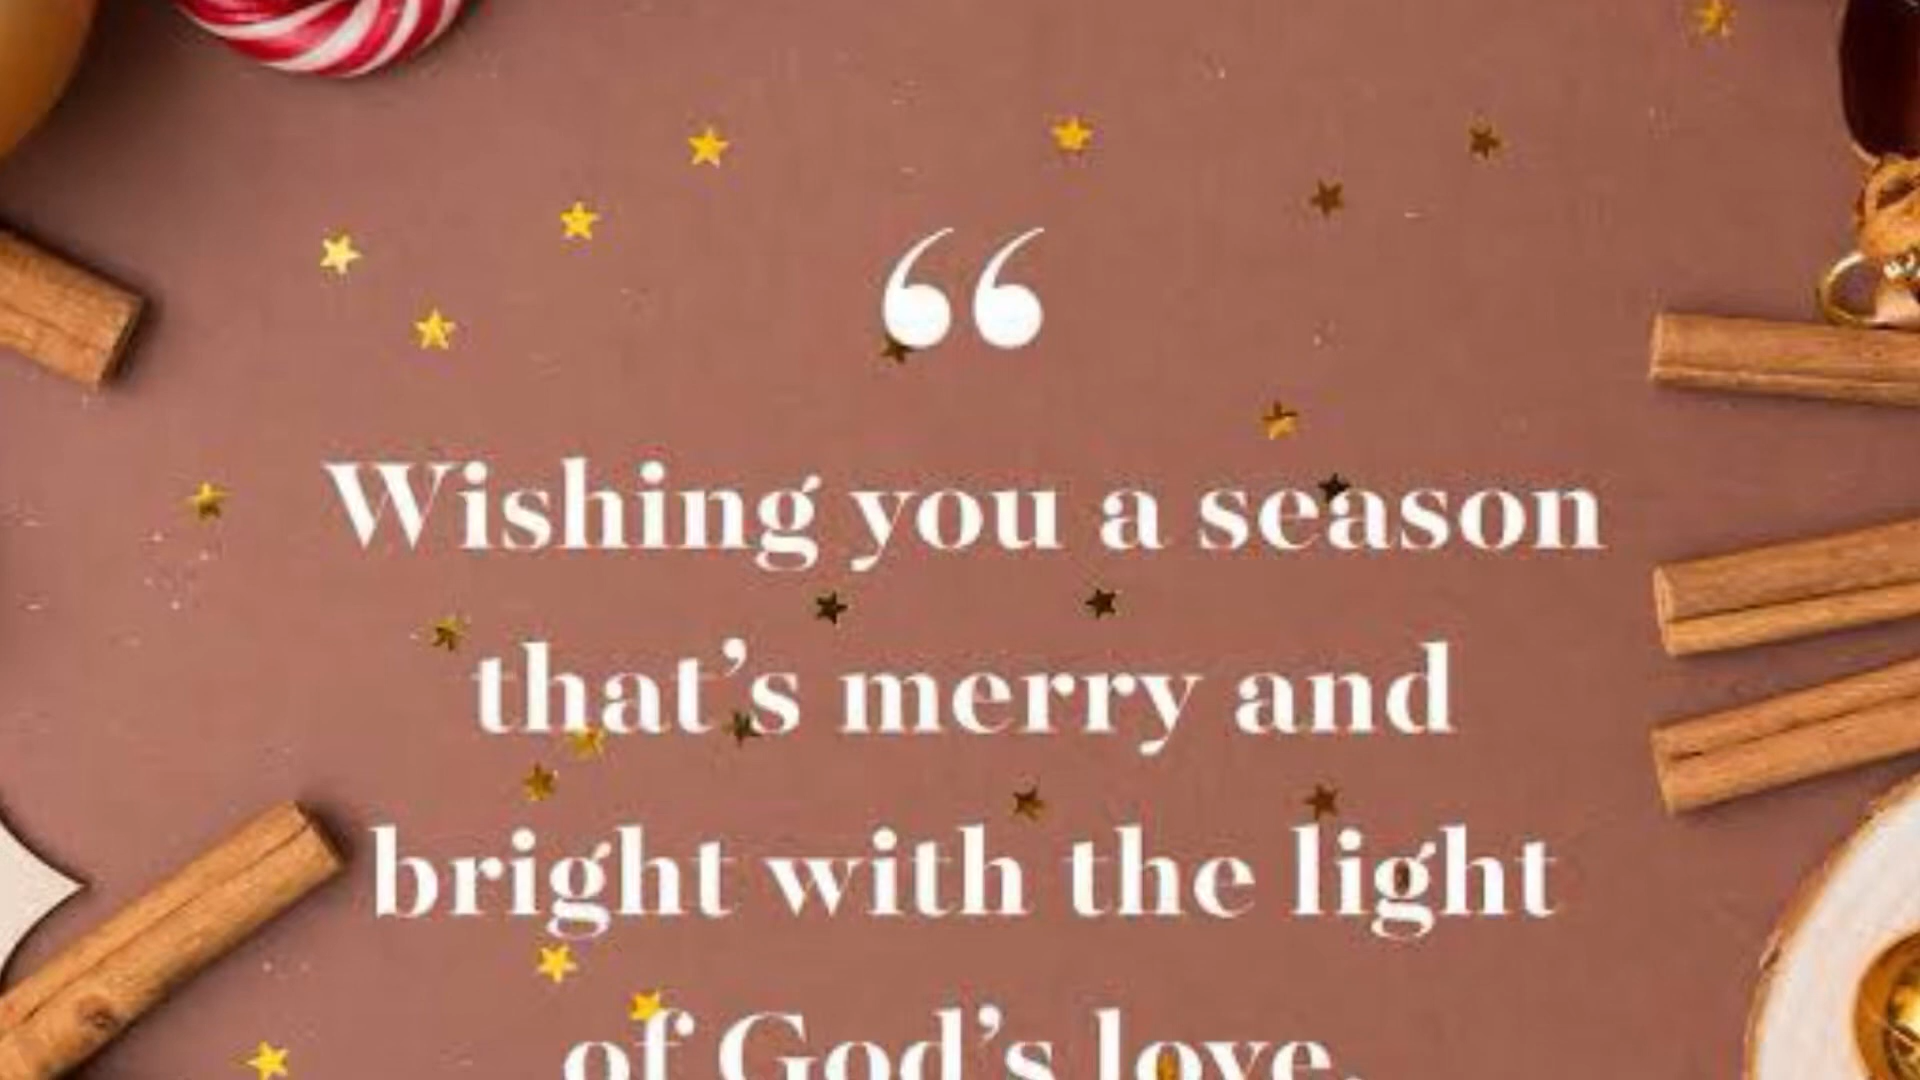 “
Wishing you a season
that’s merry and
bright with the light
of God’s love.